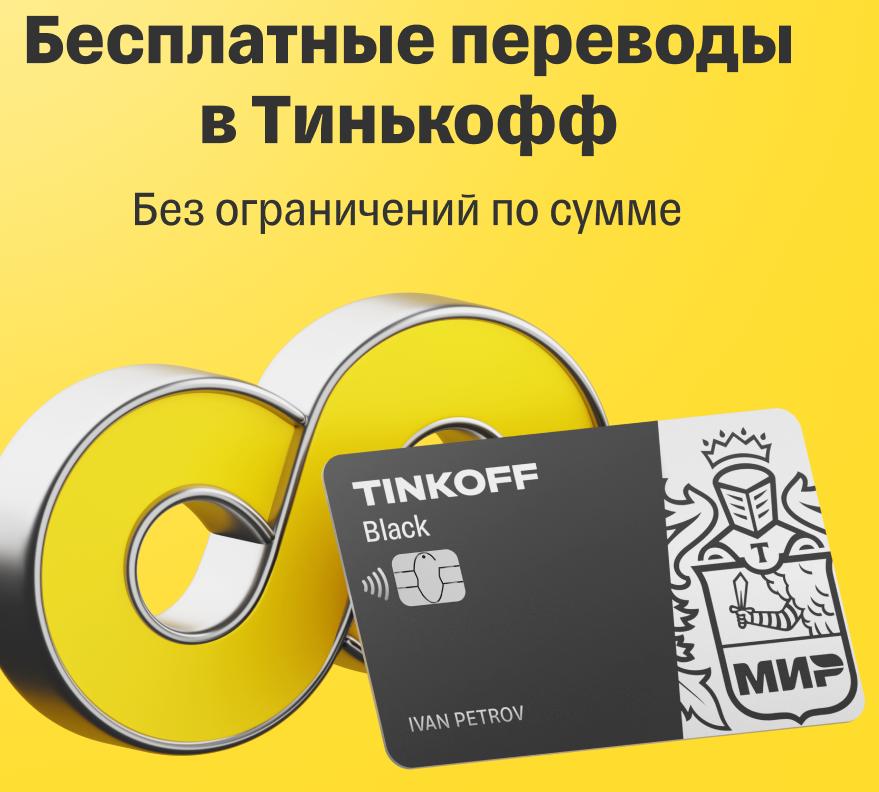 Бесплатные переводы
в Тинькофф
Без ограничений по сумме
TINKOFF
Black
T
МИР
IVAN PETROV